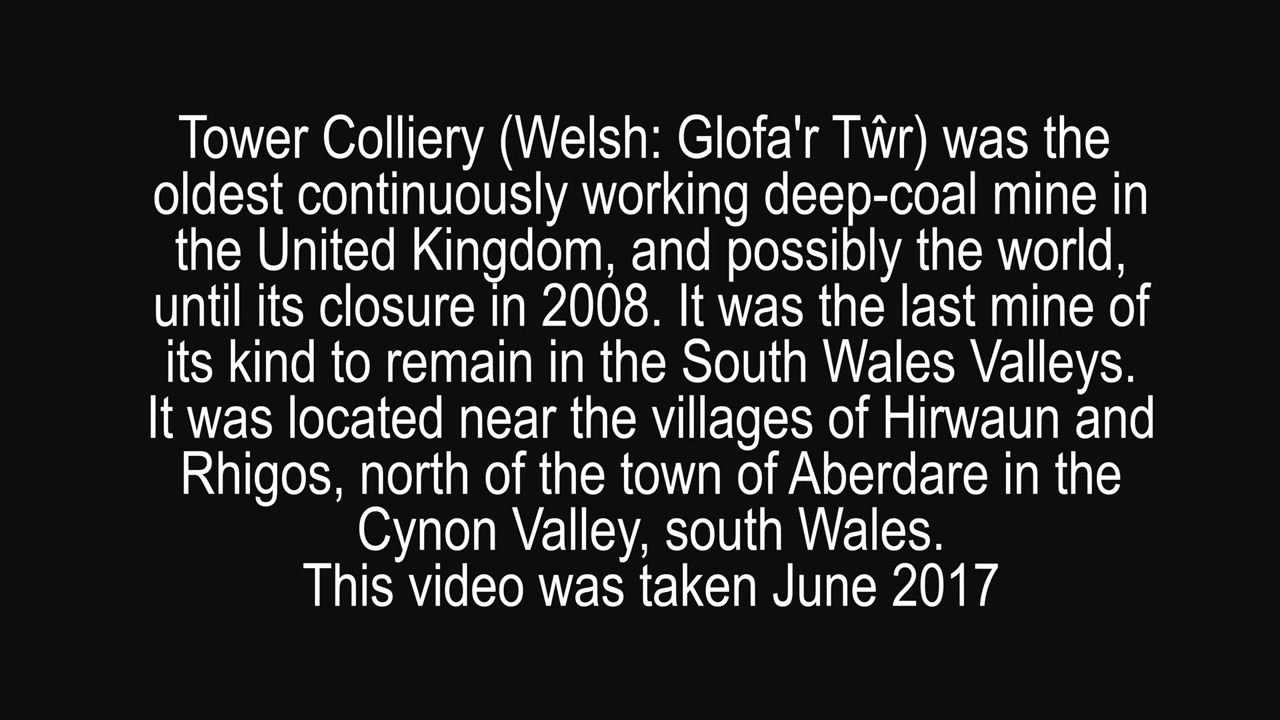 Tower Colliery (Welsh: Glofa'r Tŵr) was the
oldest continuously working deep-coal mine in
the United Kingdom, and possibly the world,
until its closure in 2008. It was the last mine of
its kind to remain in the South Wales Valleys.
It was located near the villages of Hirwaun and
Rhigos, north of the town of Aberdare in the
Cynon Valley, south Wales.
This video was taken June 2017